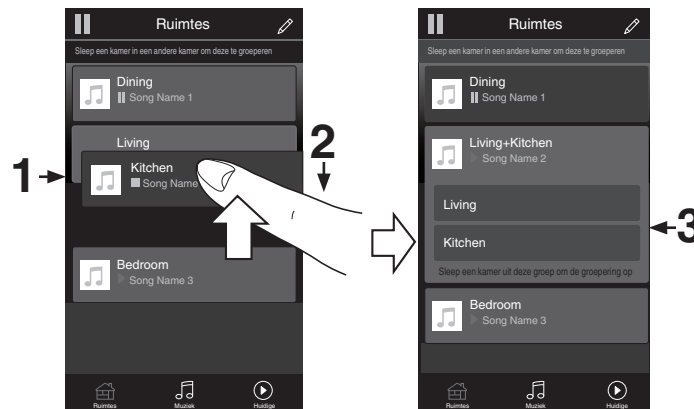 Ruimtes
Sleep een kamer in een andere kamer om deze te groeperen
Dining
Song Name 1
Living
Kitchen
Song Name
Bedroom
Song Name 3
Ruimtes
Muziek
Huidige
1
2
Ruimtes
Sleep een kamer in een andere kamer om deze te groeperen
Dining
Song Name 1
Living+Kitchen
Song Name 2
Living
Kitchen
Sleep een kamer uit deze groep om de groepering op
Bedroom
Song Name 3
Ruimtes
Muziek
Huidige
3